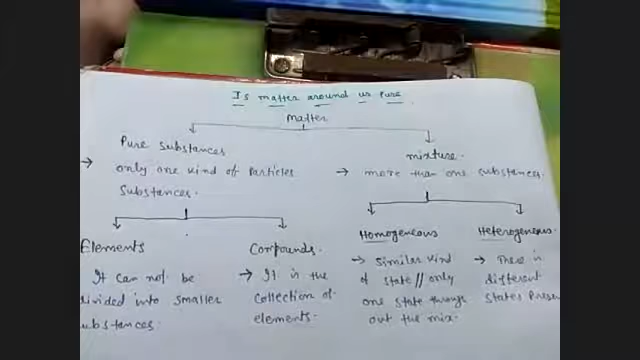 Is matter around us Pure
Matter
Pure substances
→ only one kind of Particles
Substances.
mixture.
→ more than one substances.
Elements
It can not be
divided into smaller
substances
Compounds.
→ It is the
collection of
elements.
Homogeneous
→ Similar kind
of state // only
one state through
out the mix.
Heterogeneous
→ There is
different
states Present